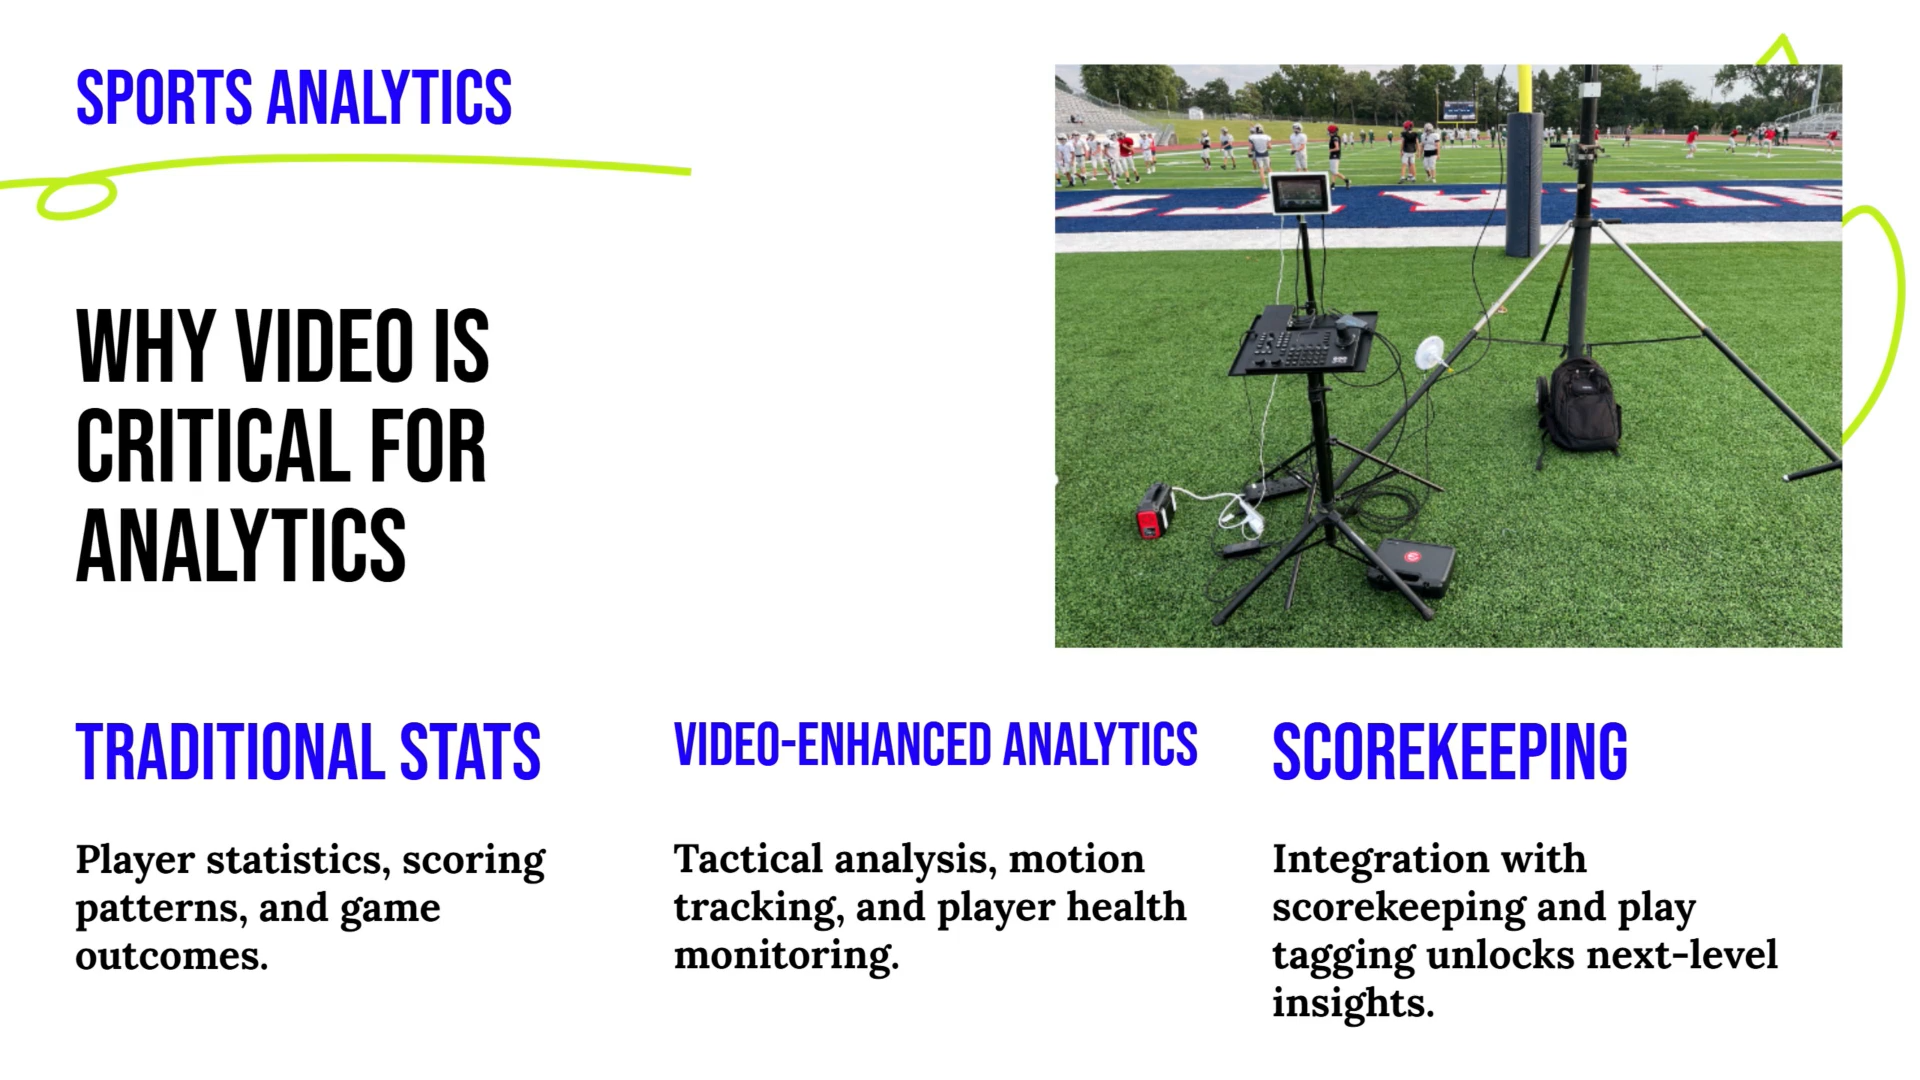 SPORTS ANALYTICS
WHY VIDEO IS
CRITICAL FOR
ANALYTICS
TRADITIONAL STATS
Player statistics, scoring
patterns, and game
outcomes.
VIDEO-ENHANCED ANALYTICS
Tactical analysis, motion
tracking, and player health
monitoring.
SCOREKEEPING
Integration with
scorekeeping and play
tagging unlocks next-level
insights.